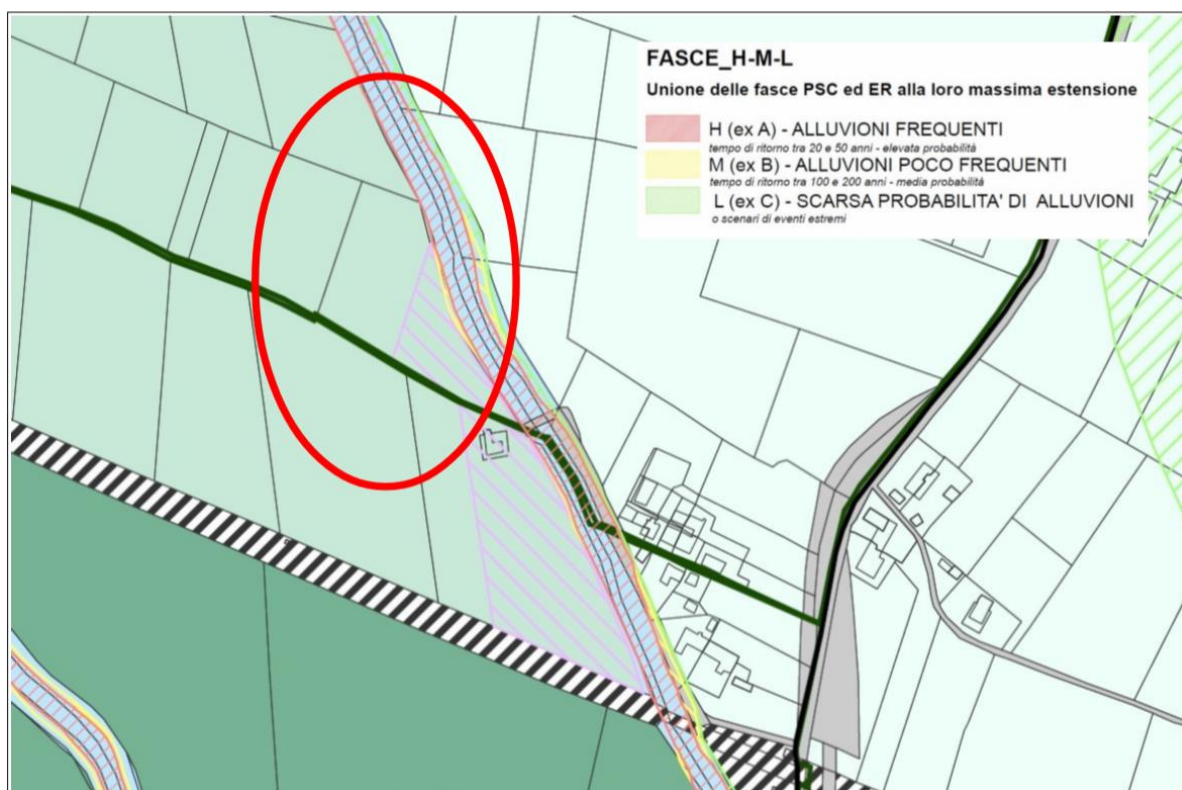 FASCE_H-M-L
Unione delle fasce PSC ed ER alla loro massima estensione
H (ex A) - ALLUVIONI FREQUENTI
tempo di ritorno tra 20 e 50 anni - elevata probabilità
M (ex B) - ALLUVIONI POCO FREQUENTI
tempo di ritorno tra 100 e 200 anni - media probabilità
L (ex C) - SCARSA PROBABILITA' DI ALLUVIONI
o scenari di eventi estremi